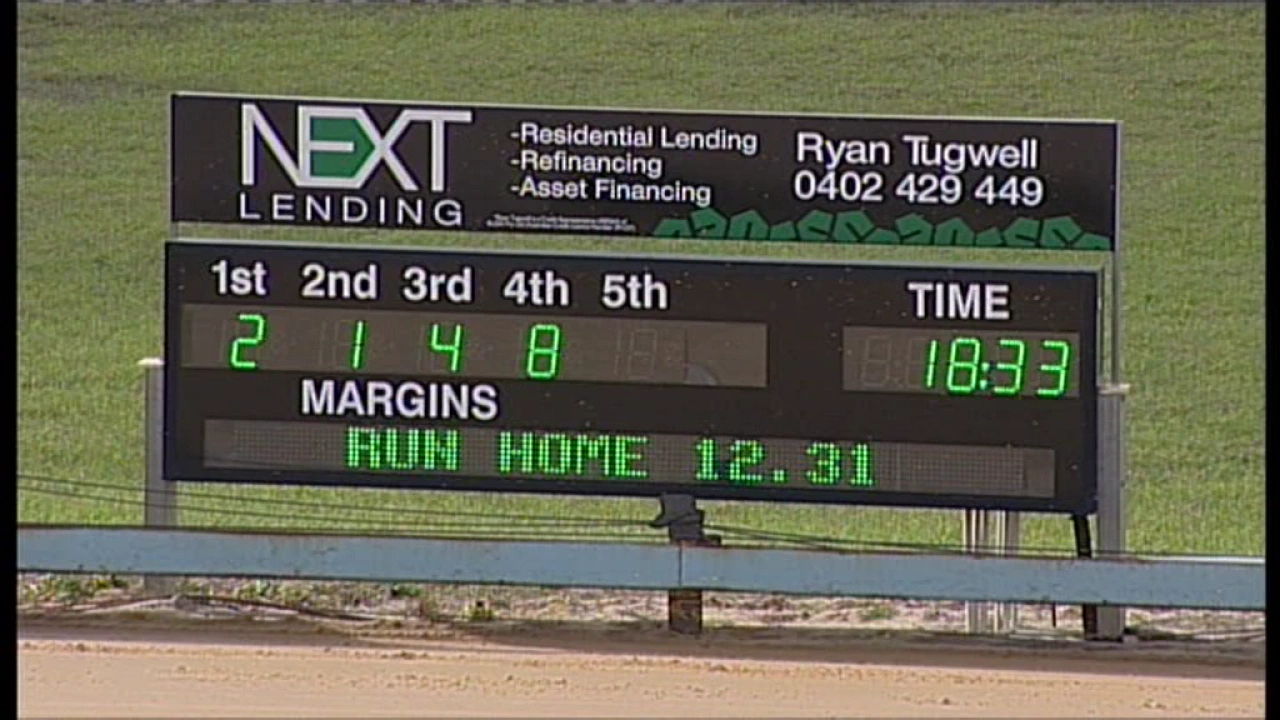 NEXT
LENDING
-Residential Lending
-Refinancing
-Asset Financing
Ryan Tugwell
0402 429 449
1st 2nd 3rd 4th 5th
2 1 4 8
TIME
18:33
MARGINS
RUN HOME 12.31